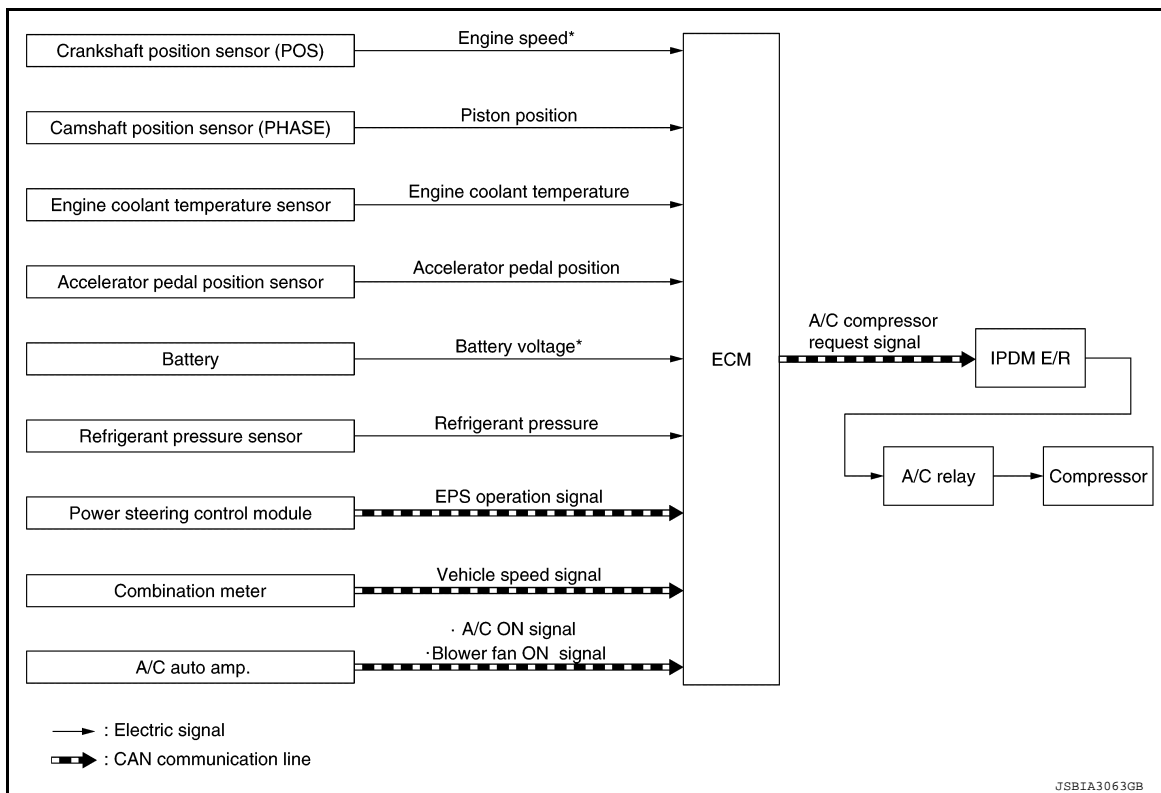 Crankshaft position sensor (POS)
Engine speed*
Camshaft position sensor (PHASE)
Piston position
Engine coolant temperature sensor
Engine coolant temperature
Accelerator pedal position sensor
Accelerator pedal position
Battery
Battery voltage*
Refrigerant pressure sensor
Refrigerant pressure
Power steering control module
EPS operation signal
Combination meter
Vehicle speed signal
A/C auto amp.
· A/C ON signal
·Blower fan ON signal
ECM
A/C compressor
request signal
IPDM E/R
A/C relay
Compressor
: Electric signal
: CAN communication line
JSBIA3063GB